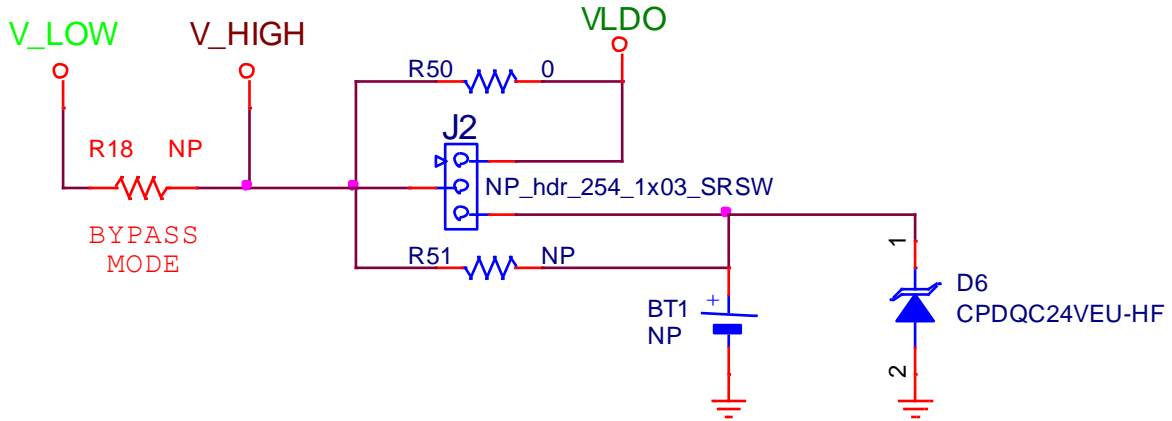 V_LOW
V_HIGH
VLDO
R50 0
J2
R18 NP
NP_hdr_254_1x03_SRSW
BYPASS
MODE
R51 NP
1
BT1
NP
+
D6
CPDQC24VEU-HF
2